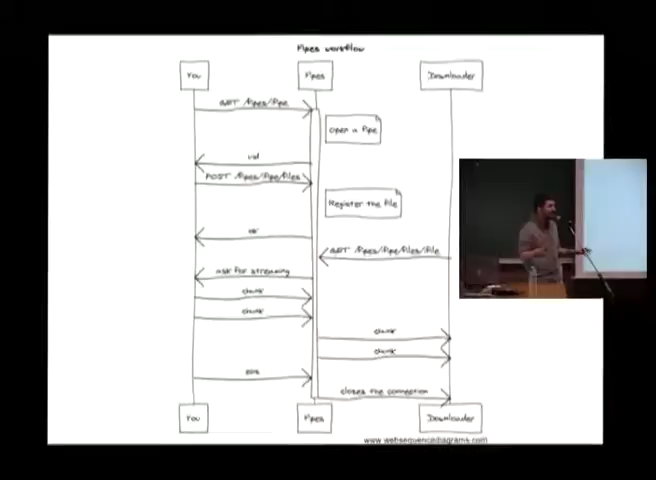 Pipes workflow
You
Pipes
Downloader
GET /pipes/pipe
Open a Pipe
url
POST /pipes/pipe/files
Register the file
ok
GET /pipes/pipe/files/file
ask for streaming
chunk
chunk
chunk
chunk
eos
closes the connection
You
Pipes
Downloader
www.websequencediagrams.com